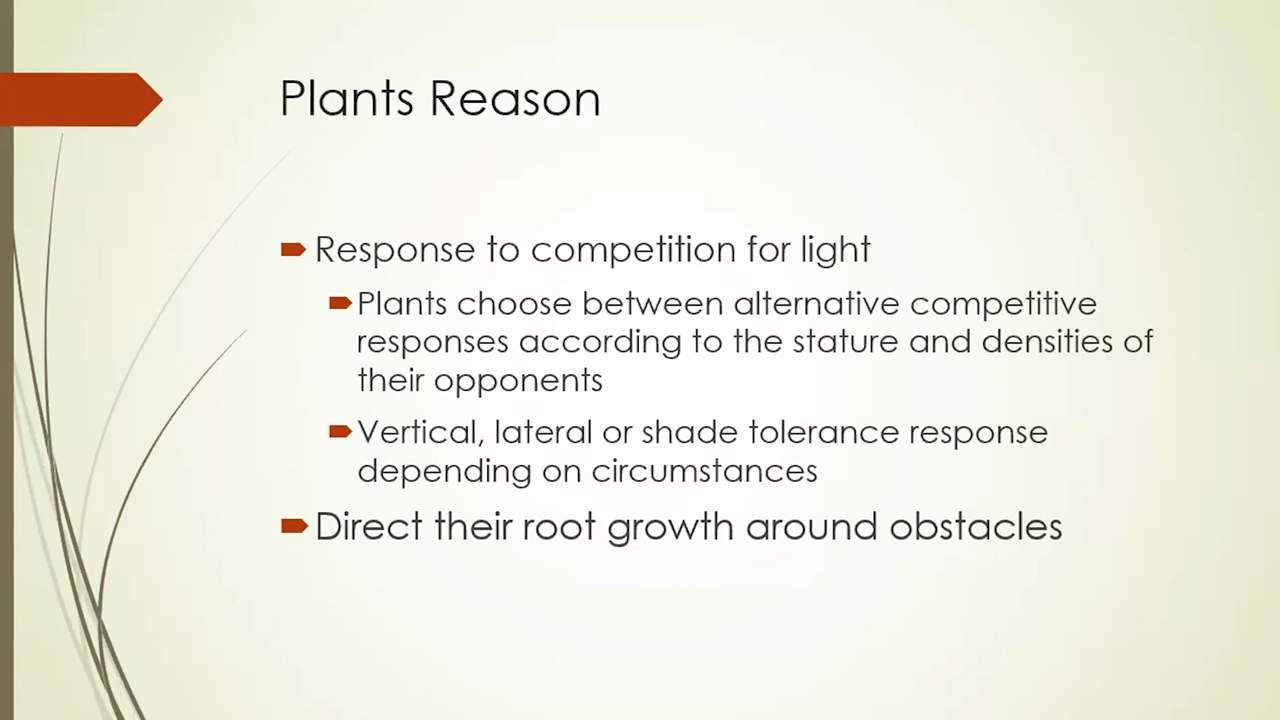 Plants Reason
Response to competition for light
Plants choose between alternative competitive
responses according to the stature and densities of
their opponents
Vertical, lateral or shade tolerance response
depending on circumstances
Direct their root growth around obstacles